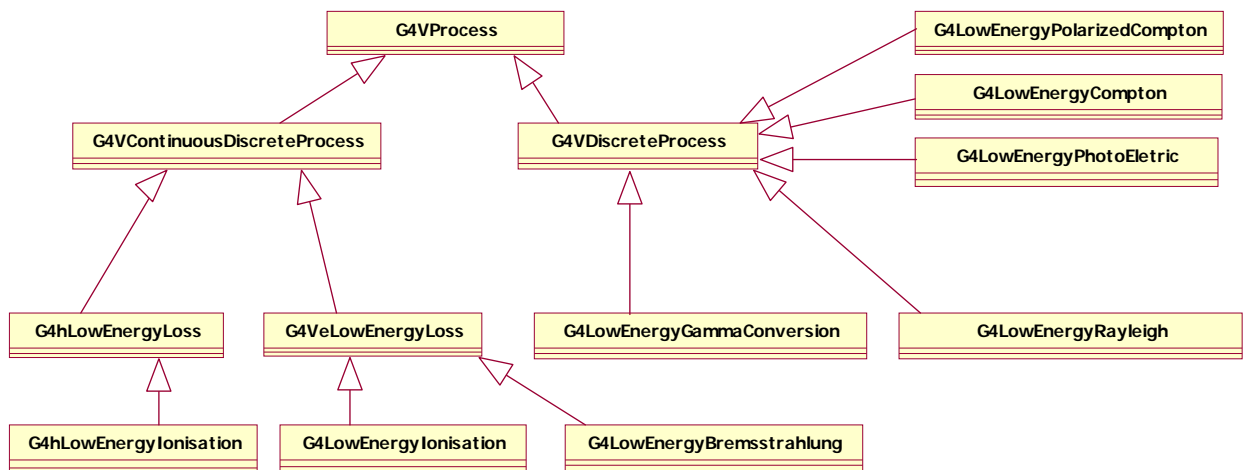 G4VProcess
G4LowEnergyPolarizedCompton
G4LowEnergyCompton
G4VContinuousDiscreteProcess
G4VDiscreteProcess
G4LowEnergyPhotoEletric
G4hLowEnergyLoss
G4VeLowEnergyLoss
G4LowEnergyGammaConversion
G4LowEnergyRayleigh
G4hLowEnergyIonisation
G4LowEnergyIonisation
G4LowEnergyBremsstrahlung